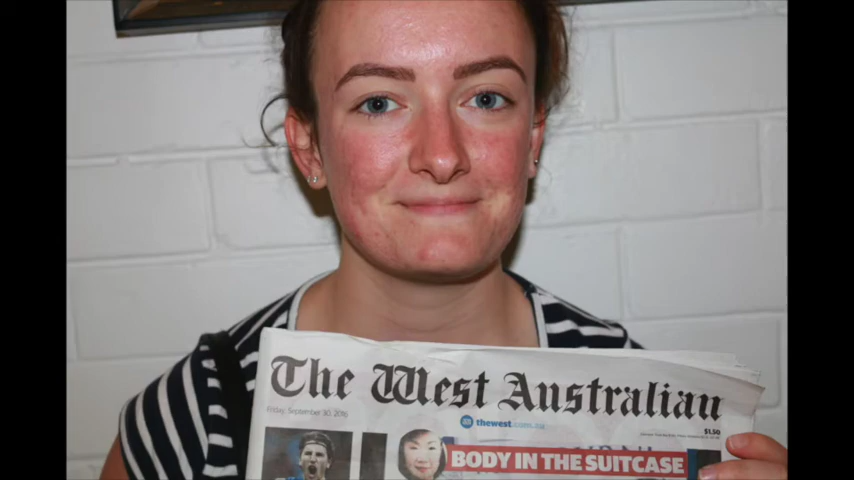 The West Australian
Friday, September 30, 2016
thewest.com.au
$1.50
BODY IN THE SUITCASE